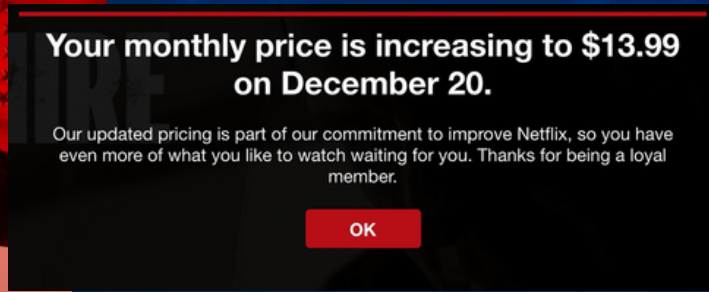 Your monthly price is increasing to $13.99
on December 20.
Our updated pricing is part of our commitment to improve Netflix, so you have
even more of what you like to watch waiting for you. Thanks for being a loyal
member.
OK